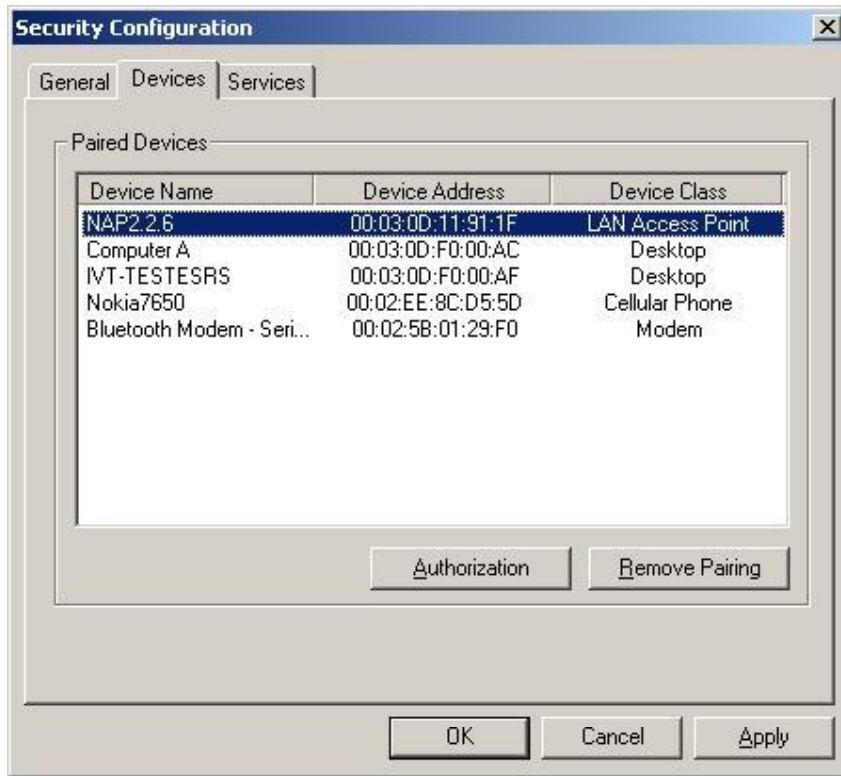 Security Configuration
General Devices Services
Paired Devices
Device Name Device Address Device Class
NAP2.2.6 00:03:0D:11:91:1F LAN Access Point
Computer A 00:03:0D:F0:00:AC Desktop
IVT-TESTESRS 00:03:0D:F0:00:AF Desktop
Nokia7650 00:02:EE:8C:D5:5D Cellular Phone
Bluetooth Modem - Seri... 00:02:5B:01:29:F0 Modem
Authorization Remove Pairing
OK Cancel Apply